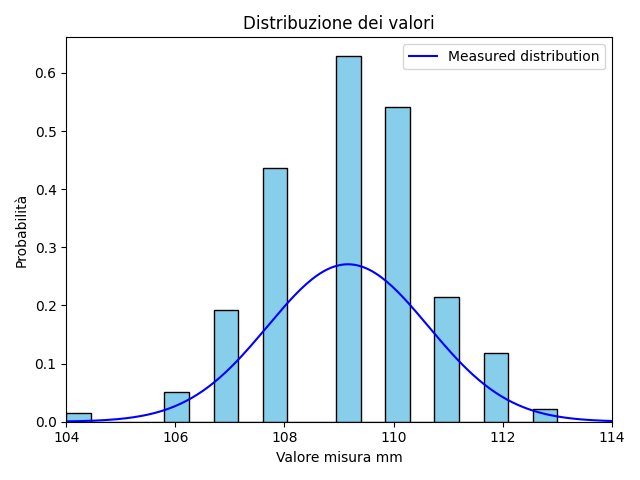 Distribuzione dei valori
Measured distribution
Probabilità
0.6
0.5
0.4
0.3
0.2
0.1
0.0
104 106 108 110 112 114
Valore misura mm